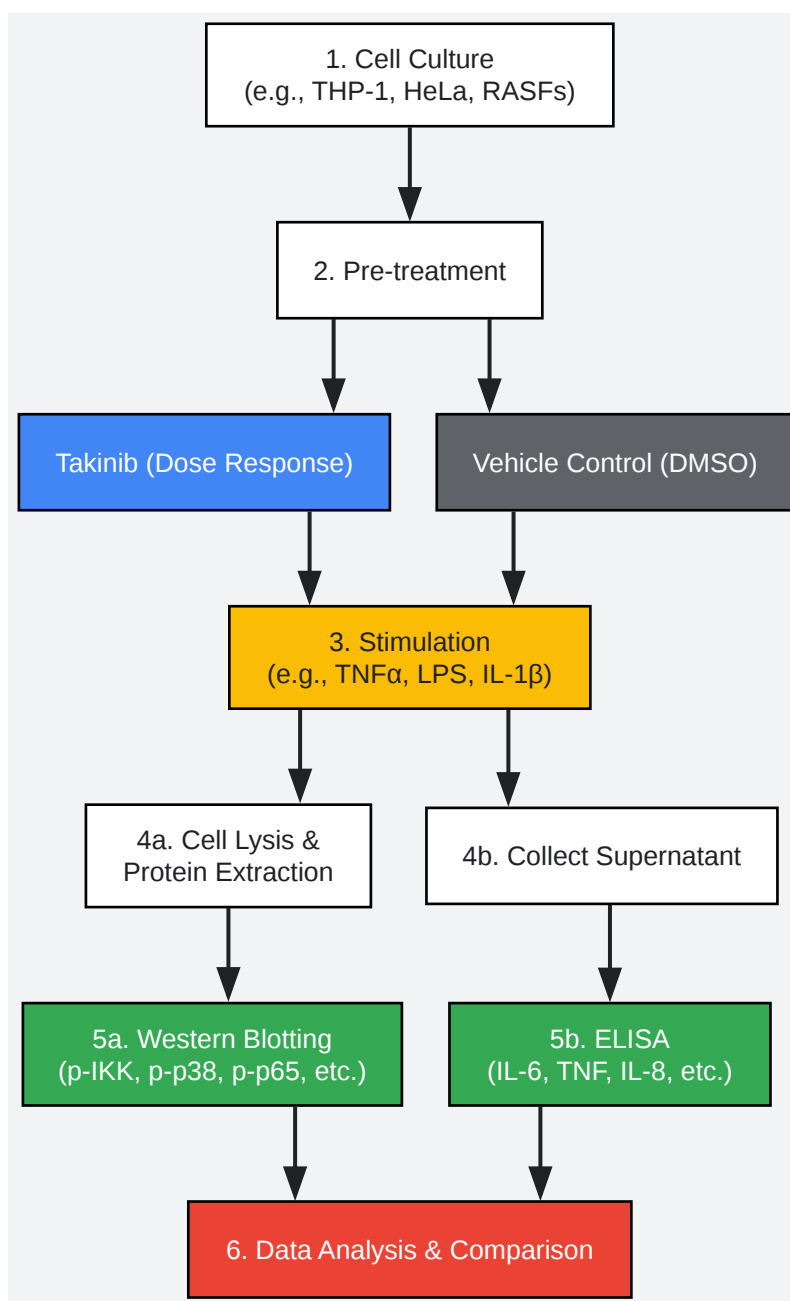 1. Cell Culture
(e.g., THP-1, HeLa, RASFs)
2. Pre-treatment
Takinib (Dose Response)
Vehicle Control (DMSO)
3. Stimulation
(e.g., TNFα, LPS, IL-1β)
4a. Cell Lysis &
Protein Extraction
4b. Collect Supernatant
5a. Western Blotting
(p-IKK, p-p38, p-p65, etc.)
5b. ELISA
(IL-6, TNF, IL-8, etc.)
6. Data Analysis & Comparison